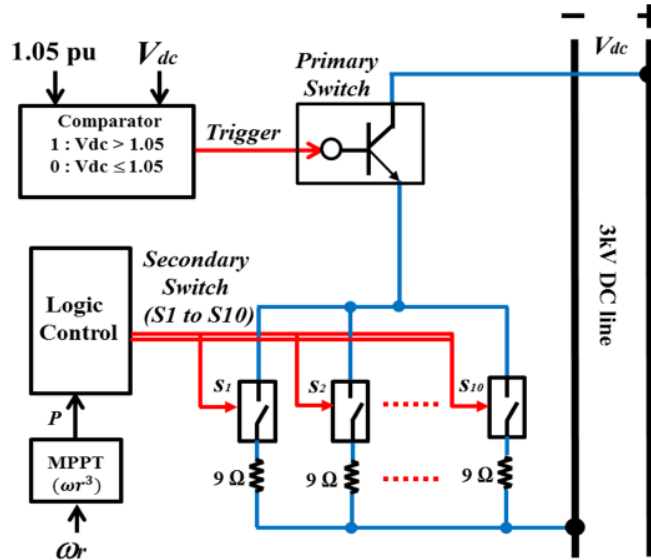 1.05 pu
Vdc
Comparator
1 : Vdc > 1.05
0 : Vdc ≤ 1.05
Trigger
Primary
Switch
− +
Vdc
3kV DC line
Logic
Control
Secondary
Switch
(S1 to S10)
s1
s2
s10
9 Ω
9 Ω
9 Ω
P
MPPT
(ωr³)
ωr